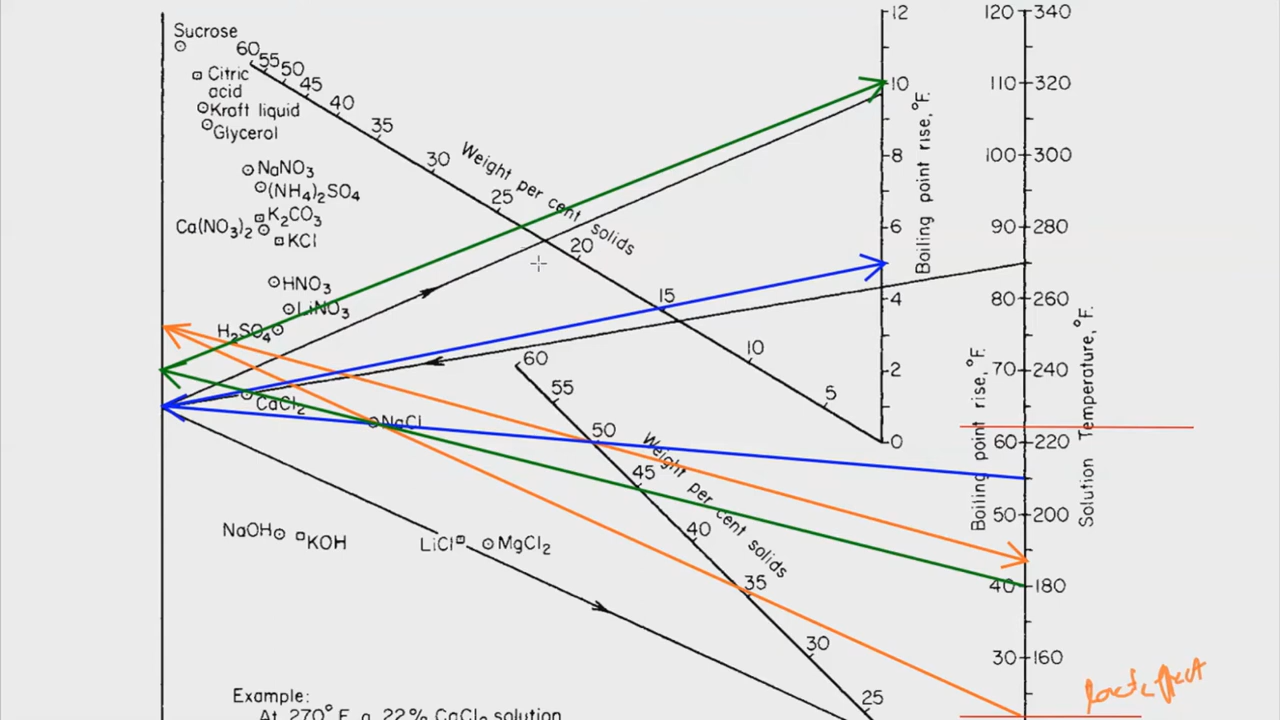 Sucrose
Citric
acid
Kraft liquid
Glycerol
NaNO₃
(NH₄)₂SO₄
K₂CO₃
Ca(NO₃)₂
KCl
HNO₃
LiNO₃
H₂SO₄
CaCl₂
NaCl
NaOH
KOH
LiCl
MgCl₂
60
55
50
45
40
35
30
25
20
15
10
5
Weight per cent solids
60
55
50
45
40
35
30
25
Weight per cent solids
12
10
8
6
4
2
0
Boiling point rise, °F.
120 340
110 320
100 300
90 280
80 260
70 240
60 220
50 200
40 180
30 160
Boiling point rise, °F.
Solution Temperature, °F.
Example:
At 270° F. a 22% CaCl₂ solution
effect